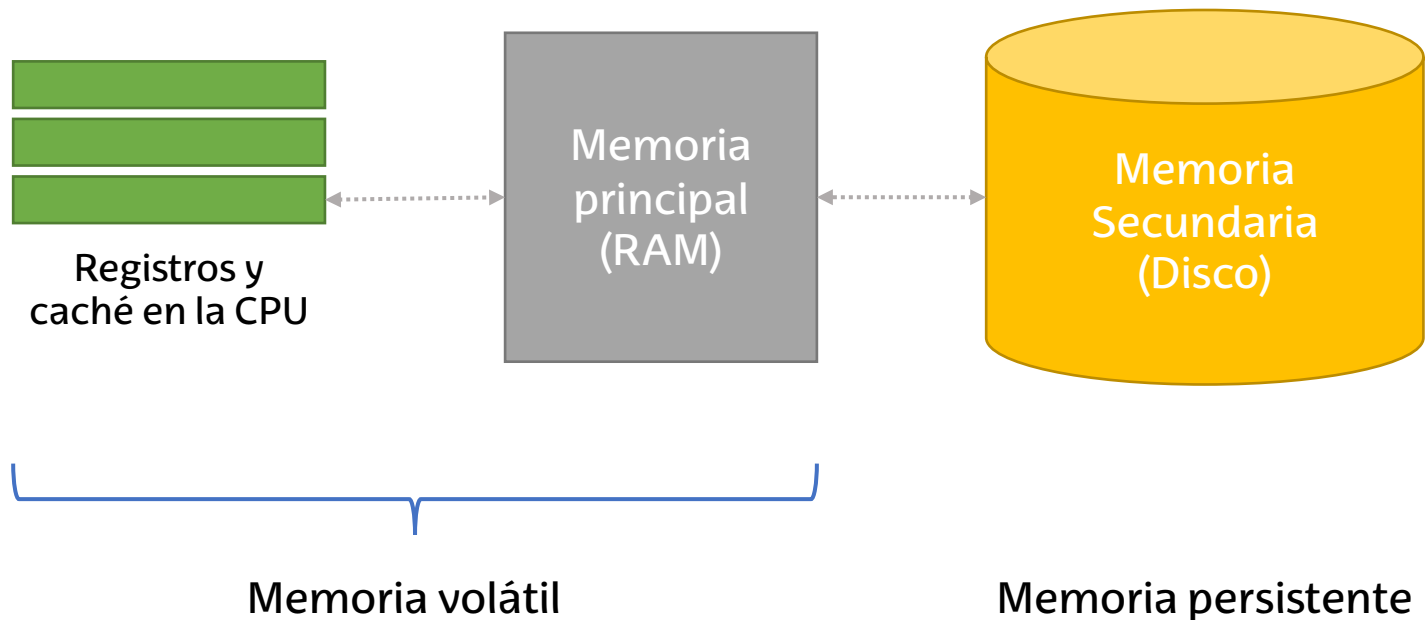 Registros y
caché en la CPU
Memoria
principal
(RAM)
Memoria
Secundaria
(Disco)
Memoria volátil
Memoria persistente